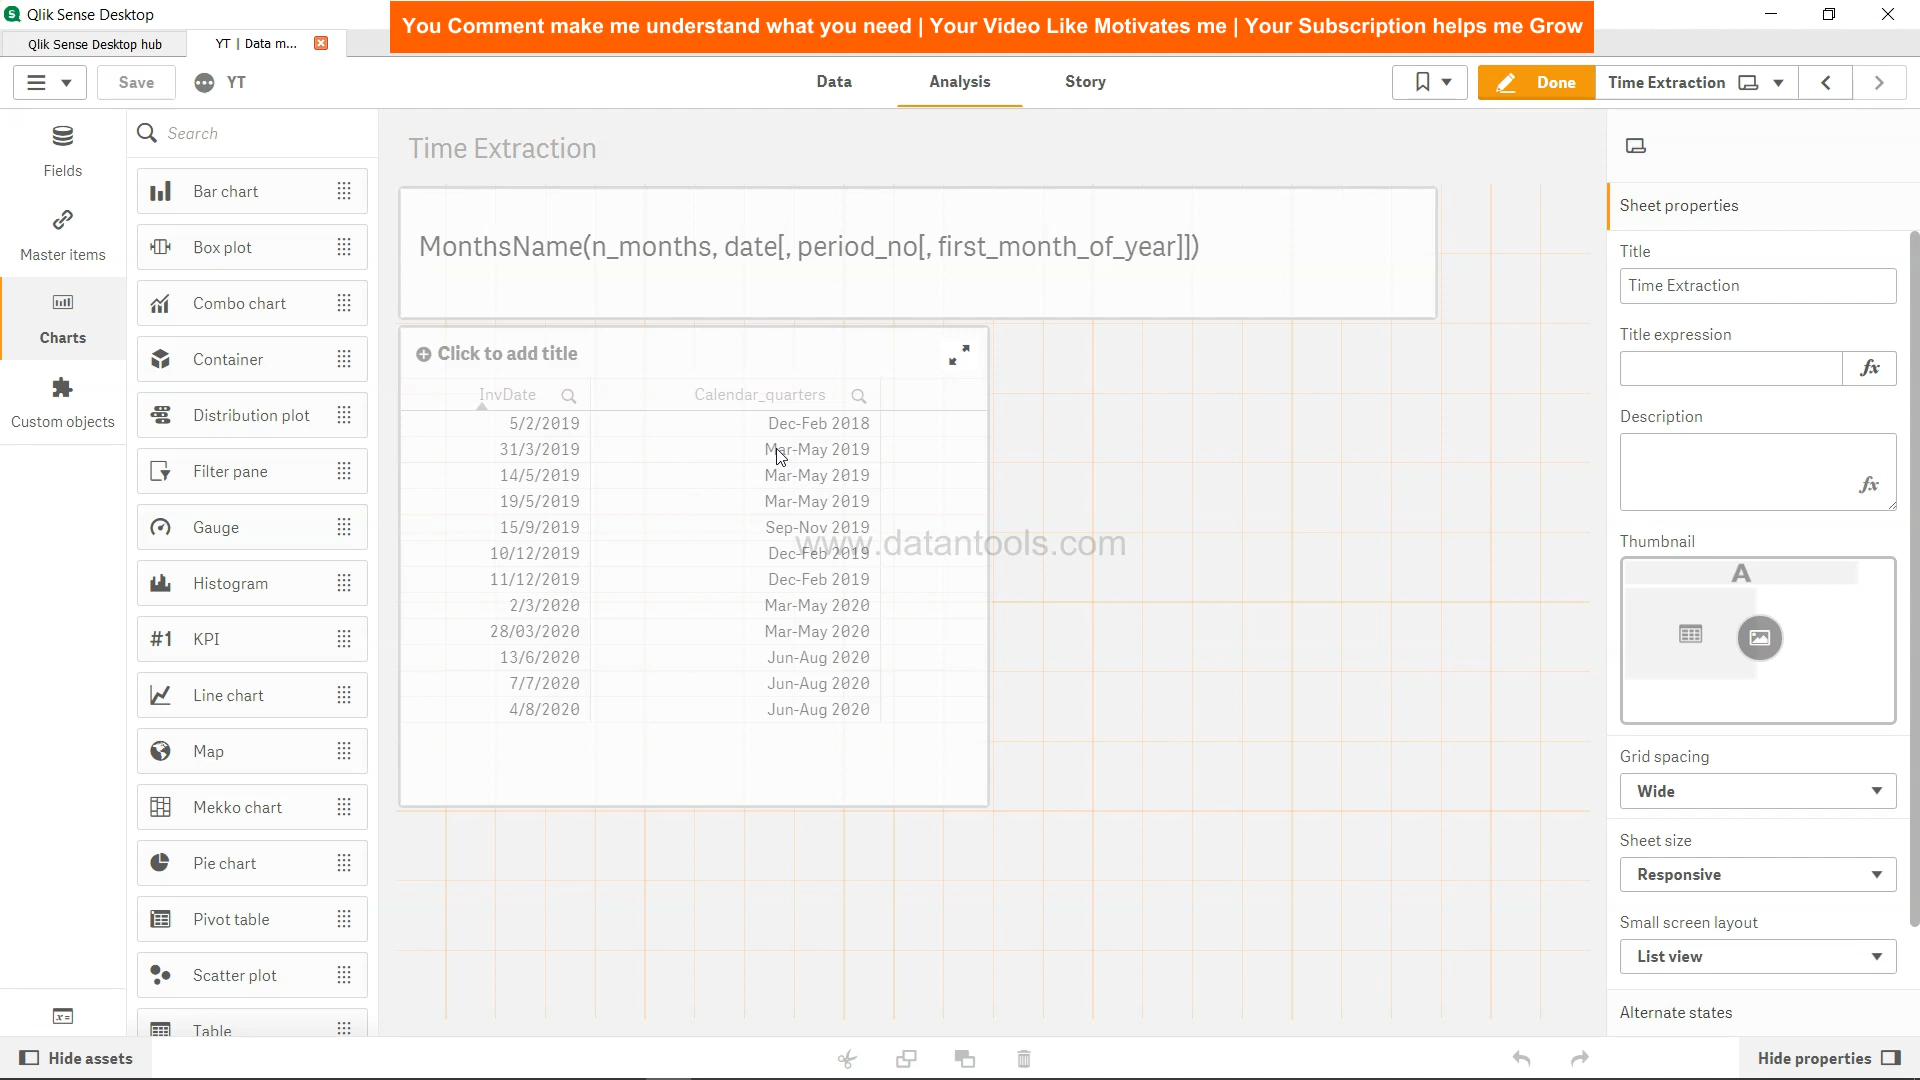 Qlik Sense Desktop
You Comment make me understand what you need | Your Video Like Motivates me | Your Subscription helps me Grow
Qlik Sense Desktop hub
YT | Data m...
Save
YT
Data
Analysis
Story
Done
Time Extraction
Fields
Master items
Charts
Custom objects
Search
Bar chart
Box plot
Combo chart
Container
Distribution plot
Filter pane
Gauge
Histogram
#1 KPI
Line chart
Map
Mekko chart
Pie chart
Pivot table
Scatter plot
Table
Time Extraction
MonthsName(n_months, date[, period_no[, first_month_of_year]])
Click to add title
InvDate Calendar_quarters
5/2/2019 Dec-Feb 2018
31/3/2019 Mar-May 2019
14/5/2019 Mar-May 2019
19/5/2019 Mar-May 2019
15/9/2019 Sep-Nov 2019
10/12/2019 Dec-Feb 2019
11/12/2019 Dec-Feb 2019
2/3/2020 Mar-May 2020
28/03/2020 Mar-May 2020
13/6/2020 Jun-Aug 2020
7/7/2020 Jun-Aug 2020
4/8/2020 Jun-Aug 2020
www.datantools.com
Sheet properties
Title
Time Extraction
Title expression
fx
Description
fx
Thumbnail
A
Grid spacing
Wide
Sheet size
Responsive
Small screen layout
List view
Alternate states
Hide assets
Hide properties